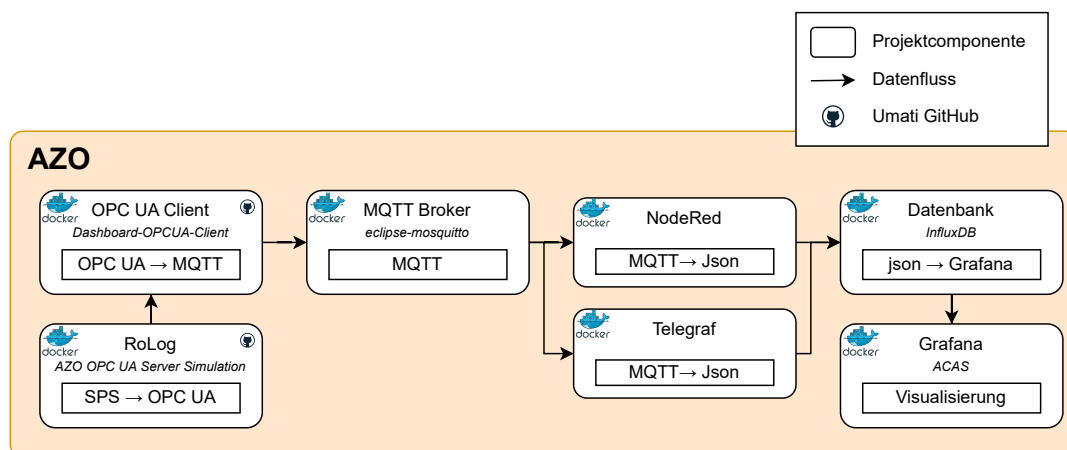 Projektcomponente
Datenfluss
Umati GitHub
AZO
docker
OPC UA Client
Dashboard-OPCUA-Client
OPC UA → MQTT
docker
MQTT Broker
eclipse-mosquitto
MQTT
docker
NodeRed
MQTT→ Json
docker
Datenbank
InfluxDB
json → Grafana
docker
RoLog
AZO OPC UA Server Simulation
SPS → OPC UA
docker
Telegraf
MQTT→ Json
docker
Grafana
ACAS
Visualisierung